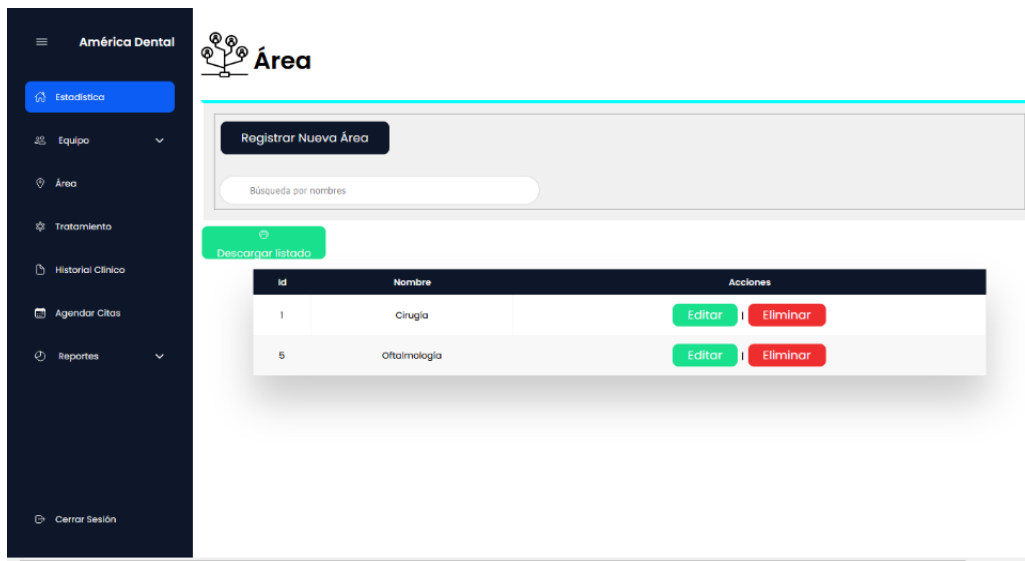 América Dental
Estadística
Equipo
Área
Tratamiento
Historial Clínico
Agendar Citas
Reportes
Cerrar Sesión
Área
Registrar Nueva Área
Búsqueda por nombres
Descargar listado
Id Nombre Acciones
1 Cirugía Editar | Eliminar
5 Oftalmología Editar | Eliminar